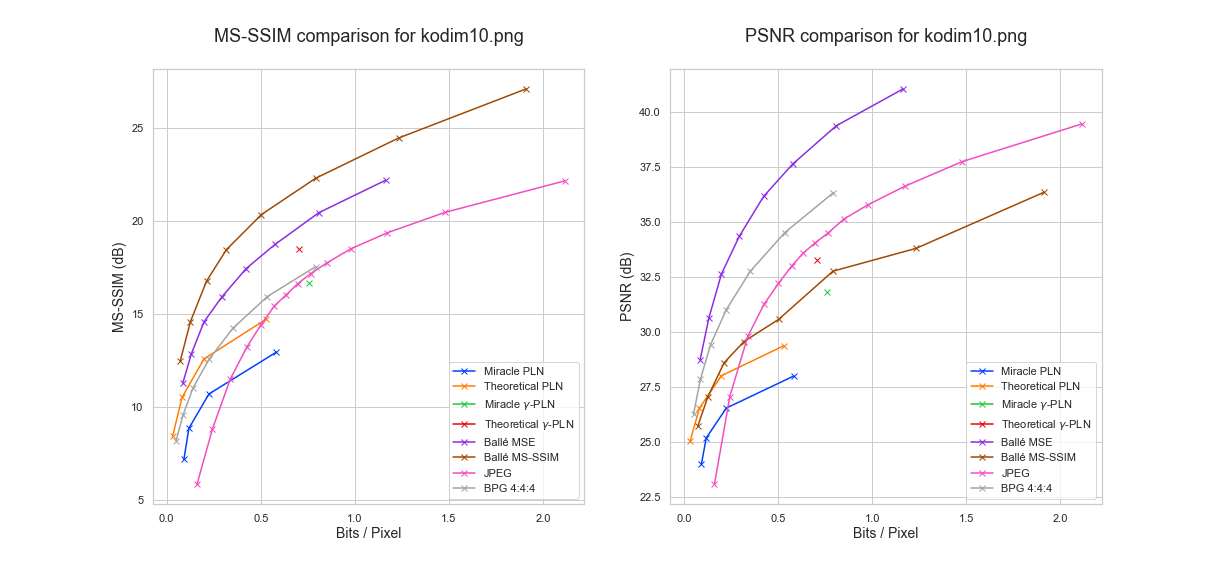 MS-SSIM comparison for kodim10.png
MS-SSIM (dB)
25
20
15
10
5
0.0 0.5 1.0 1.5 2.0
Bits / Pixel
Miracle PLN
Theoretical PLN
Miracle γ-PLN
Theoretical γ-PLN
Ballé MSE
Ballé MS-SSIM
JPEG
BPG 4:4:4
PSNR comparison for kodim10.png
PSNR (dB)
40.0
37.5
35.0
32.5
30.0
27.5
25.0
22.5
0.0 0.5 1.0 1.5 2.0
Bits / Pixel
Miracle PLN
Theoretical PLN
Miracle γ-PLN
Theoretical γ-PLN
Ballé MSE
Ballé MS-SSIM
JPEG
BPG 4:4:4